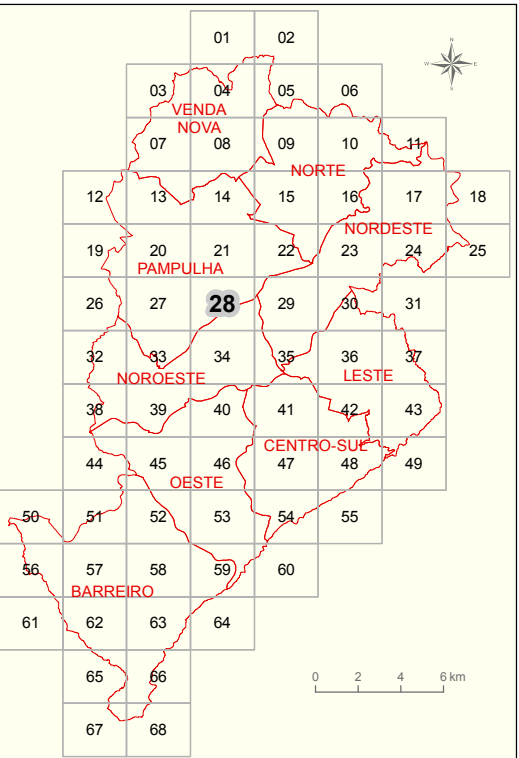 01 02
N
W E
S
03 04 05 06
VENDA
NOVA
07 08 09 10 11
NORTE
12 13 14 15 16 17 18
NORDESTE
19 20 21 22 23 24 25
PAMPULHA
26 27 28 29 30 31
32 33 34 35 36 37
NOROESTE LESTE
38 39 40 41 42 43
CENTRO-SUL
44 45 46 47 48 49
OESTE
50 51 52 53 54 55
56 57 58 59 60
BARREIRO
61 62 63 64
65 66
0 2 4 6 km
67 68